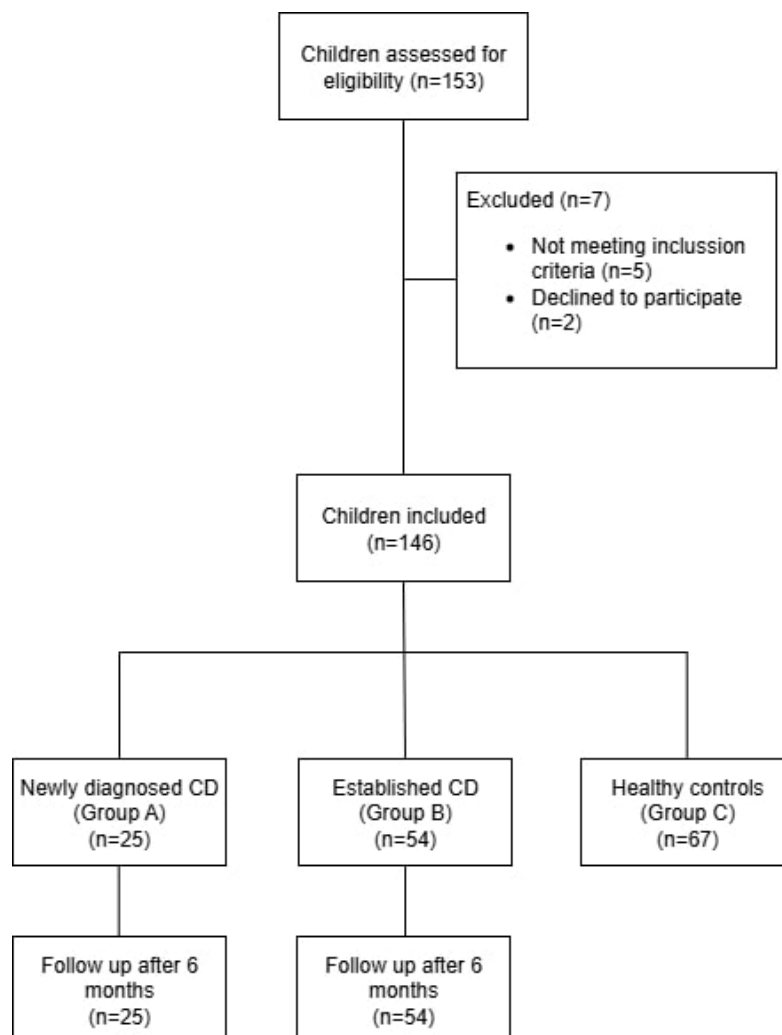 Children assessed for
eligibility (n=153)
Excluded (n=7)
• Not meeting inclussion
criteria (n=5)
• Declined to participate
(n=2)
Children included
(n=146)
Newly diagnosed CD
(Group A)
(n=25)
Established CD
(Group B)
(n=54)
Healthy controls
(Group C)
(n=67)
Follow up after 6
months
(n=25)
Follow up after 6
months
(n=54)